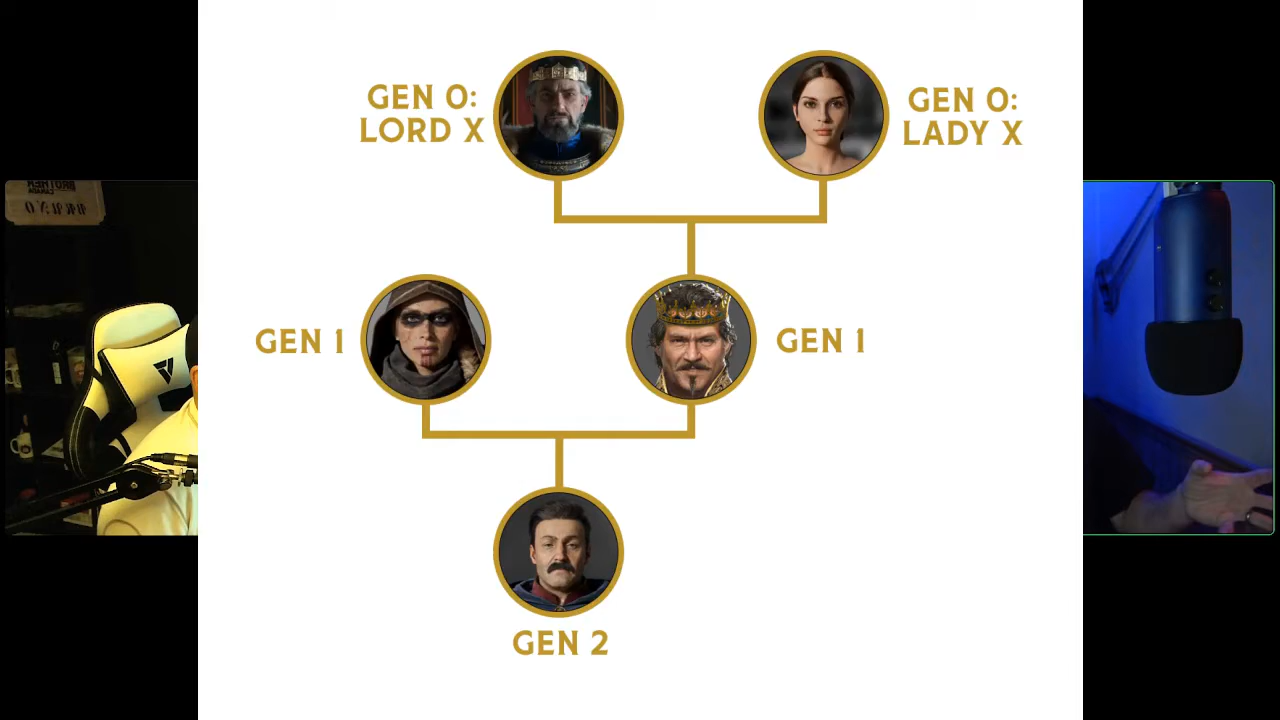 GEN 0:
LORD X
GEN 0:
LADY X
GEN 1
GEN 1
GEN 2